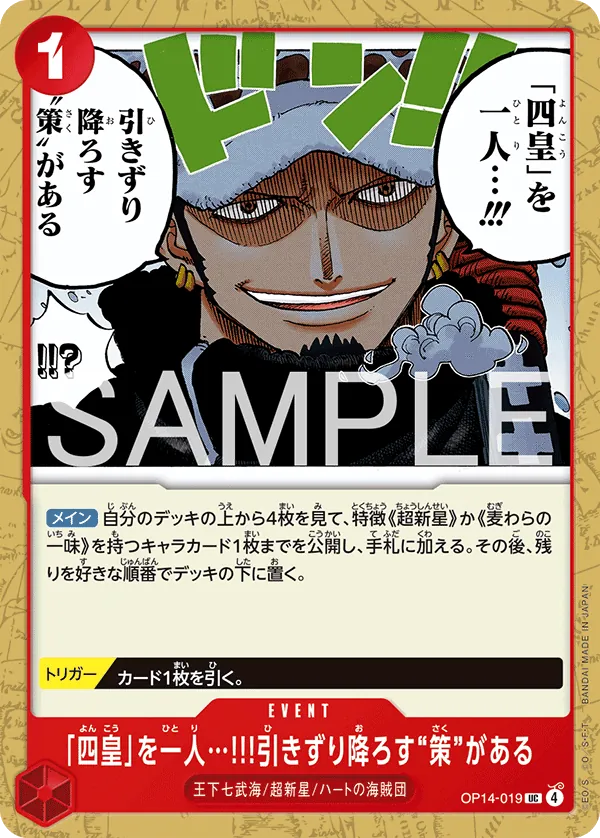 1
ドン!!
「四皇」を
一人…!!!
引きずり
降ろす
“策”がある
!!?
SAMPLE
メイン 自分のデッキの上から4枚を見て、特徴《超新星》か《麦わらの
一味》を持つキャラカード1枚までを公開し、手札に加える。その後、残
りを好きな順番でデッキの下に置く。
トリガー カード1枚を引く。
EVENT
「四皇」を一人…!!!引きずり降ろす“策”がある
王下七武海/超新星/ハートの海賊団
OP14-019 UC 4
©E.O. S. ©O. S.F.T. BANDAI MADE IN JAPAN